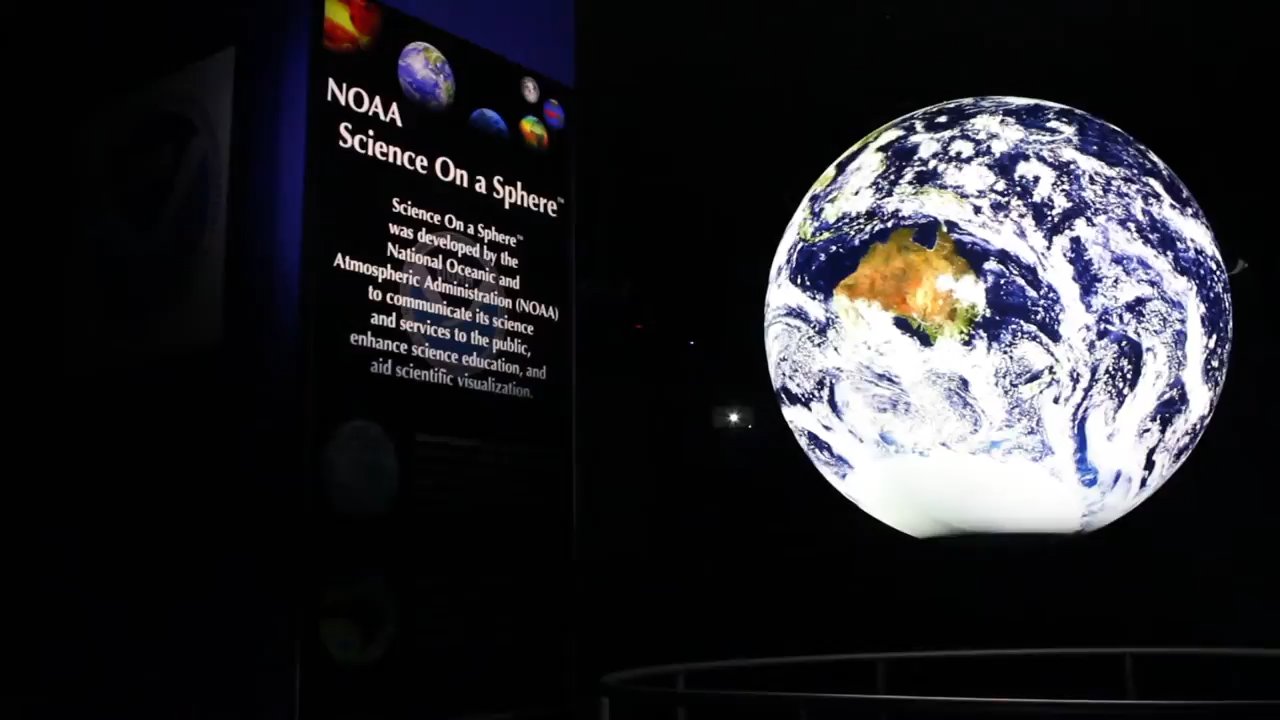 NOAA
Science On a Sphere™
Science On a Sphere™
was developed by the
National Oceanic and
Atmospheric Administration (NOAA)
to communicate its science
and services to the public,
enhance science education, and
aid scientific visualization.